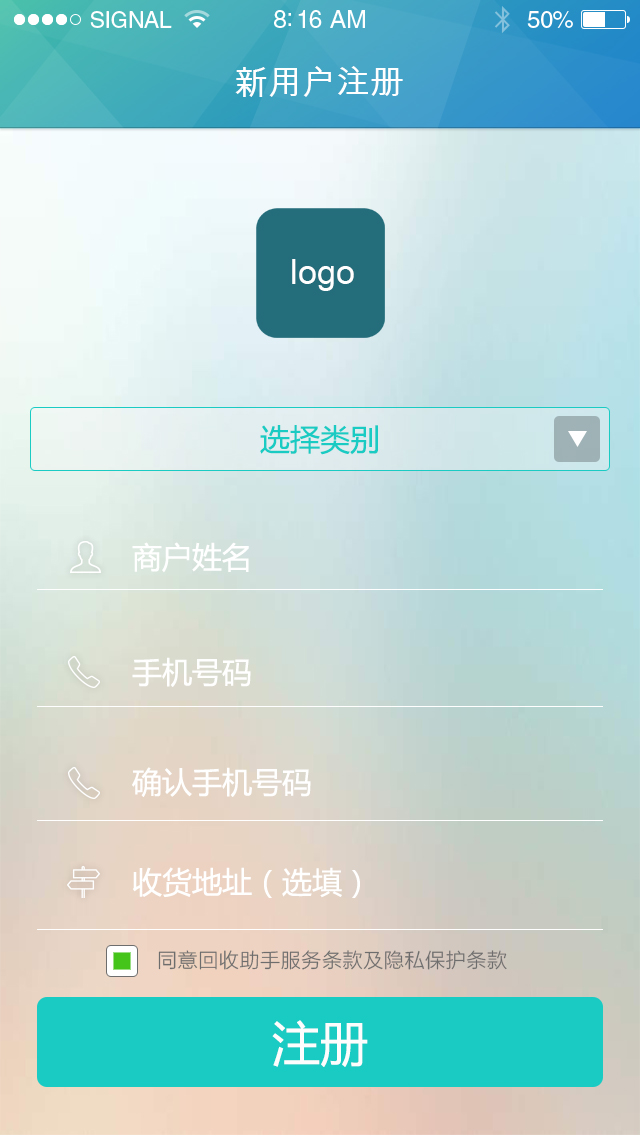 SIGNAL 8:16 AM 50%
新用户注册
logo
选择类别
商户姓名
手机号码
确认手机号码
收货地址（选填）
同意回收助手服务条款及隐私保护条款
注册